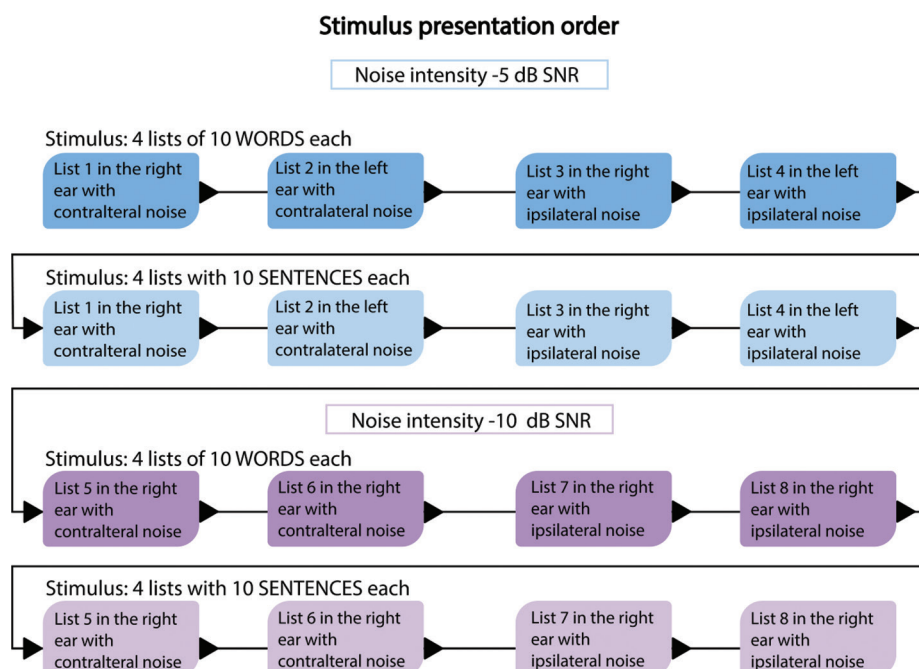 Stimulus presentation order
Noise intensity -5 dB SNR
Stimulus: 4 lists of 10 WORDS each
List 1 in the right
ear with
contralteral noise
List 2 in the left
ear with
contralateral noise
List 3 in the right
ear with
ipsilateral noise
List 4 in the left
ear with
ipsilateral noise
Stimulus: 4 lists with 10 SENTENCES each
List 1 in the right
ear with
contralteral noise
List 2 in the left
ear with
contralateral noise
List 3 in the right
ear with
ipsilateral noise
List 4 in the left
ear with
ipsilateral noise
Noise intensity -10 dB SNR
Stimulus: 4 lists of 10 WORDS each
List 5 in the right
ear with
contralteral noise
List 6 in the right
ear with
contralteral noise
List 7 in the right
ear with
ipsilateral noise
List 8 in the right
ear with
ipsilateral noise
Stimulus: 4 lists with 10 SENTENCES each
List 5 in the right
ear with
contralteral noise
List 6 in the right
ear with
contralteral noise
List 7 in the right
ear with
ipsilateral noise
List 8 in the right
ear with
ipsilateral noise